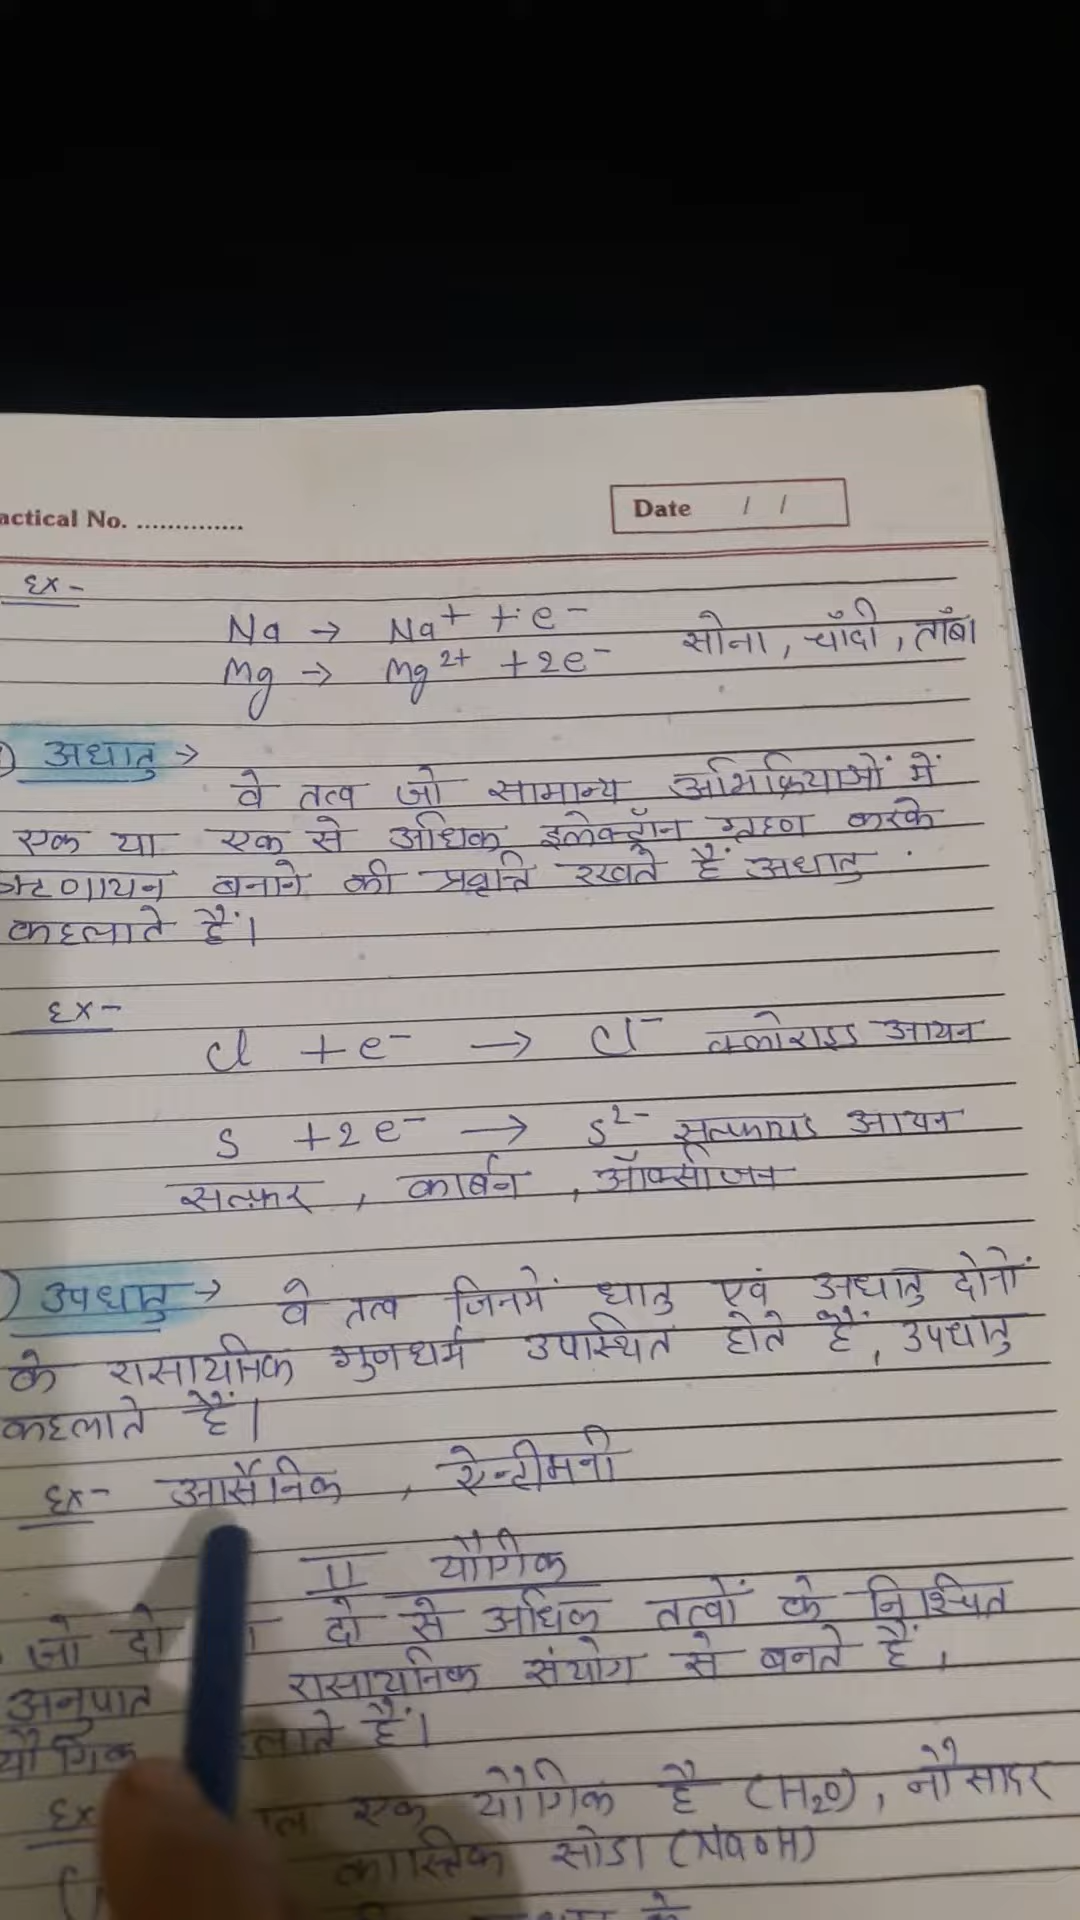 actical No. ..............
Date / /
Ex-
Na → Na+ + e-
Mg → Mg2+ + 2e- सोना, चाँदी, ताँबा
अधातु →
वे तत्व जो सामान्य अभिक्रियाओं में
एक या एक से अधिक इलेक्ट्रॉन ग्रहण करके
ऋणायन बनाने की प्रवृत्ति रखते हैं अधातु
कहलाते हैं।
Ex-
Cl + e- → Cl- क्लोराइड आयन
S + 2e- → S2- सल्फायड आयन
सल्फर, कार्बन, ऑक्सीजन
उपधातु → वे तत्व जिनमें धातु एवं अधातु दोनों
के रासायनिक गुणधर्म उपस्थित होते हैं, उपधातु
कहलाते हैं।
Ex- आर्सेनिक, ऐन्टीमनी
II यौगिक
जो दो दो से अधिक तत्वों के निश्चित
अनुपात रासायनिक संयोग से बनते हैं,
यौगिक लाते हैं।
Ex एक यौगिक है (H2O), नौसादर
कास्टिक सोडा (NaOH)